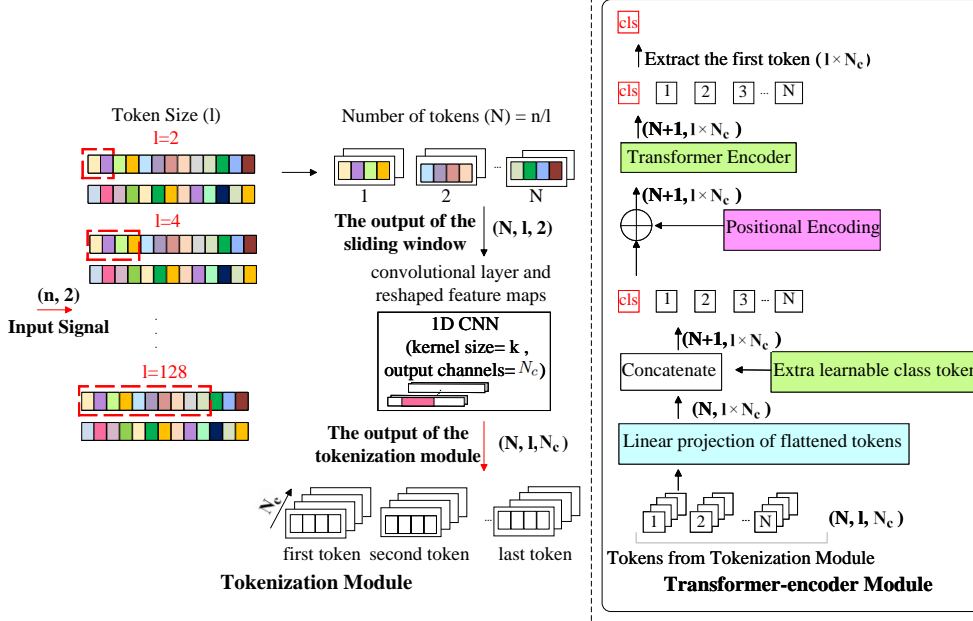 Token Size (l)
l=2
l=4
(n, 2)
Input Signal
l=128
Number of tokens (N) = n/l
...
1
2
N
The output of the
sliding window
(N, l, 2)
convolutional layer and
reshaped feature maps
1D CNN
(kernel size= k ,
output channels= N_c)
The output of the
tokenization module
(N, l, N_c)
N_c
...
first token
second token
last token
Tokenization Module
cls
Extract the first token (l × N_c)
cls
1
2
3
...
N
(N+1, l × N_c)
Transformer Encoder
(N+1, l × N_c)
Positional Encoding
cls
1
2
3
...
N
(N+1, l × N_c)
Concatenate
Extra learnable class token
(N, l × N_c)
Linear projection of flattened tokens
1
2
...
N
(N, l, N_c)
Tokens from Tokenization Module
Transformer-encoder Module